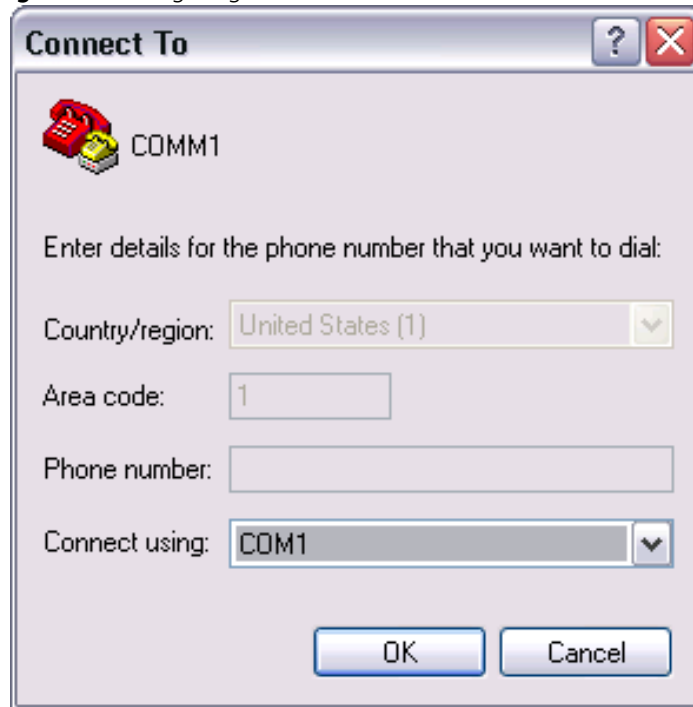 Connect To
COMM1
Enter details for the phone number that you want to dial:
Country/region: United States (1)
Area code: 1
Phone number:
Connect using: COM1
OK Cancel